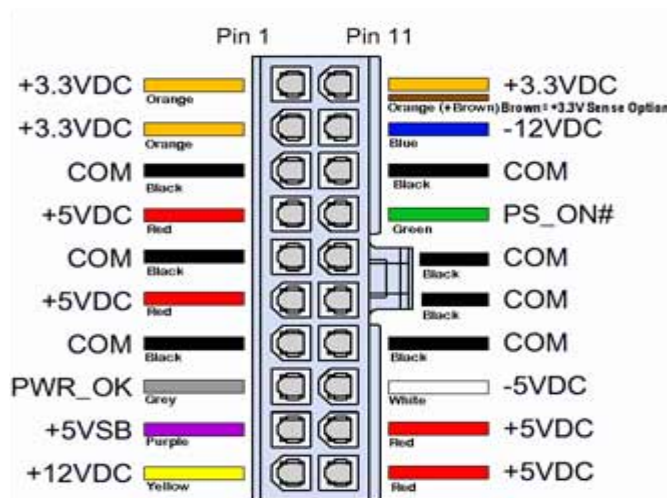 Pin 1 Pin 11
+3.3VDC Orange +3.3VDC
Orange (+Brown) Brown= +3.3V Sense Option
+3.3VDC Orange -12VDC Blue
COM Black COM Black
+5VDC Red PS_ON# Green
COM Black COM Black
+5VDC Red COM Black
COM Black COM Black
PWR_OK Grey -5VDC White
+5VSB Purple +5VDC Red
+12VDC Yellow +5VDC Red